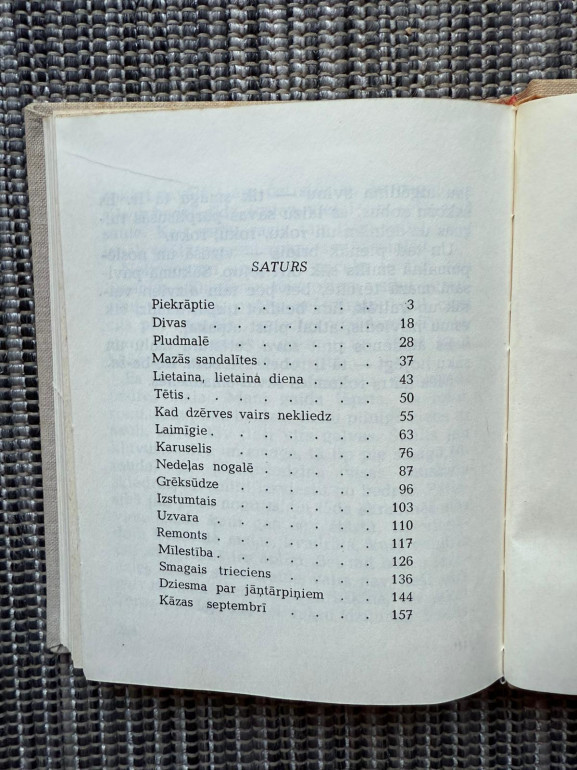 SATURS
Piekrāptie . . . . 3
Divas . . . . . 18
Pludmalē . . . . 28
Mazās sandalītes . . . . . 37
Lietaina, lietaina diena . . . . 43
Tētis . . . . . . . 50
Kad dzērves vairs nekliedz . . 55
Laimīgie . . . . . . 63
Karuselis . . . . . 76
Nedeļas nogalē . . . . . 87
Grēksūdze . . . . . 96
Izstumtais . . . . . 103
Uzvara . . . . . 110
Remonts . . . . . . 117
Mīlestība . . . . . . 126
Smagais trieciens . . . . 136
Dziesma par jāņtārpiņiem . . 144
Kāzas septembrī . . . . 157